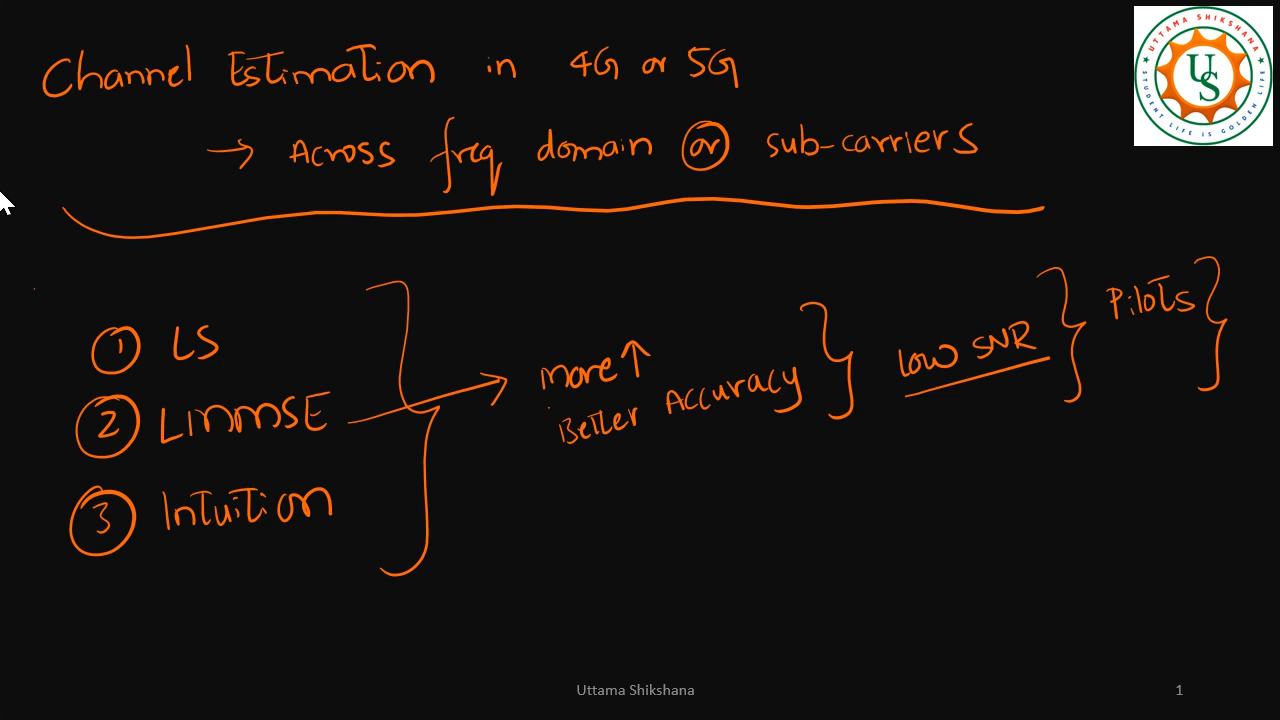 Channel Estimation in 4G or 5G
→ Across freq domain or sub-carriers
1 LS
2 LMMSE
3 Intuition
more ↑
Better Accuracy
Low SNR
Pilots
UTTAMA SHIKSHANA
US
STUDENT LIFE IS GOLDEN LIFE
Uttama Shikshana
1